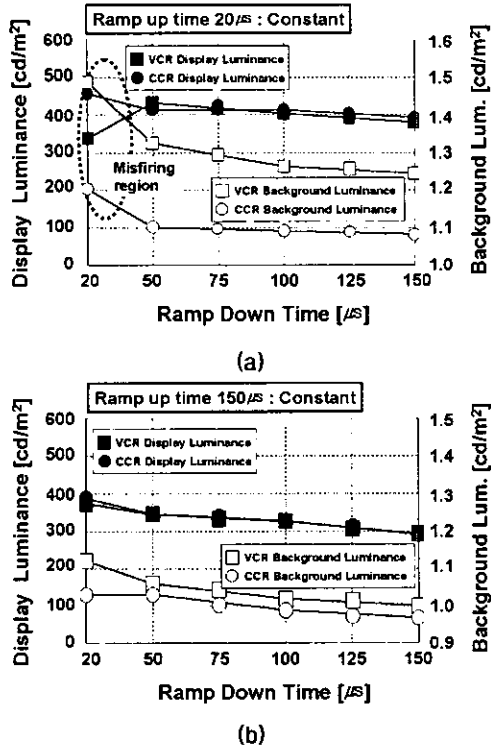 Ramp up time 20μs : Constant
600
500
400
300
200
100
0
Display Luminance [cd/m²]
VCR Display Luminance
CCR Display Luminance
Misfiring
region
VCR Background Luminance
CCR Background Luminance
1.6
1.5
1.4
1.3
1.2
1.1
1.0
Background Lum. [cd/m²]
20 50 75 100 125 150
Ramp Down Time [μs]
(a)
Ramp up time 150μs : Constant
600
500
400
300
200
100
0
Display Luminance [cd/m²]
VCR Display Luminance
CCR Display Luminance
VCR Background Luminance
CCR Background Luminance
1.5
1.4
1.3
1.2
1.1
1.0
0.9
Background Lum. [cd/m²]
20 50 75 100 125 150
Ramp Down Time [μs]
(b)